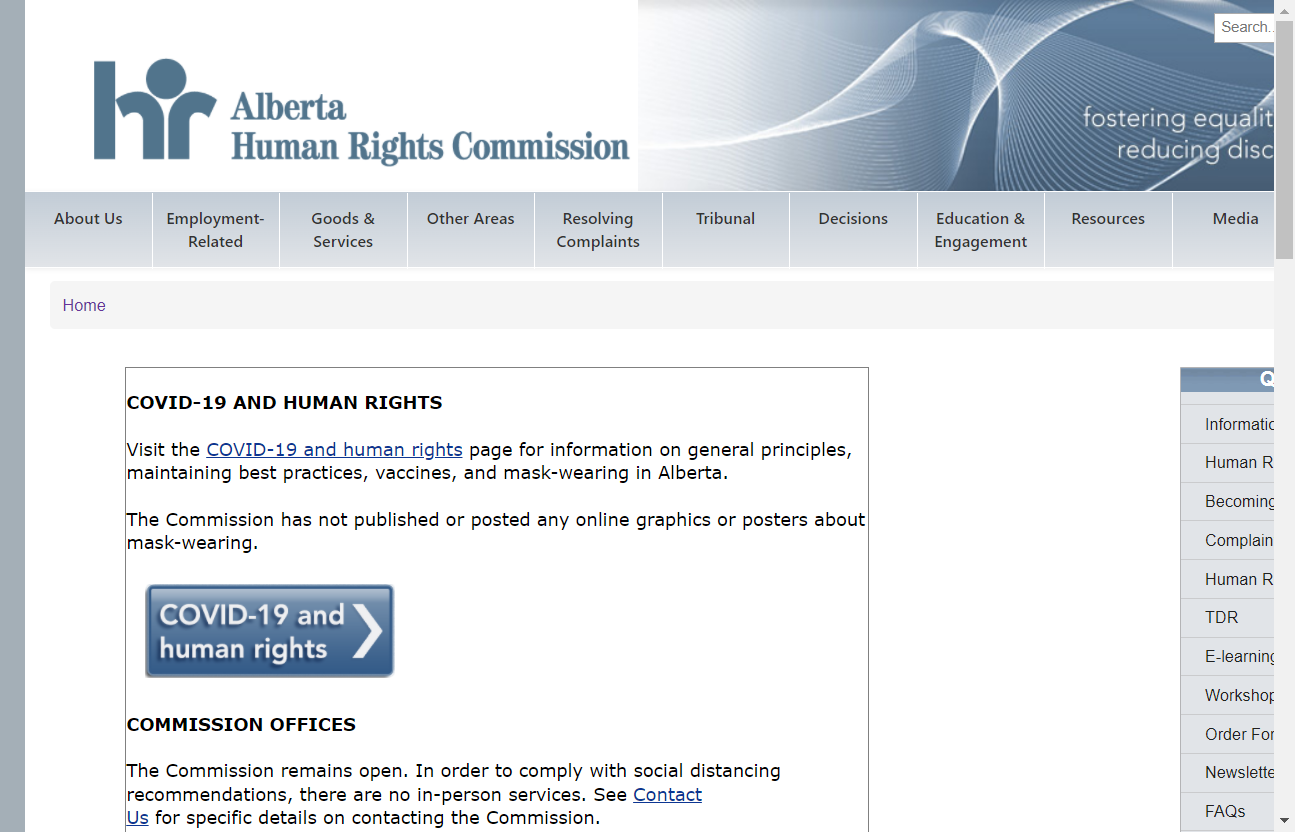 Search..
Alberta
Human Rights Commission
fostering equalit
reducing disc
About Us
Employment-
Related
Goods &
Services
Other Areas
Resolving
Complaints
Tribunal
Decisions
Education &
Engagement
Resources
Media
Home
COVID-19 AND HUMAN RIGHTS
Visit the COVID-19 and human rights page for information on general principles,
maintaining best practices, vaccines, and mask-wearing in Alberta.
The Commission has not published or posted any online graphics or posters about
mask-wearing.
COVID-19 and
human rights
COMMISSION OFFICES
The Commission remains open. In order to comply with social distancing
recommendations, there are no in-person services. See Contact
Us for specific details on contacting the Commission.
Q
Informatio
Human R
Becoming
Complain
Human R
TDR
E-learning
Workshop
Order For
Newslette
FAQs